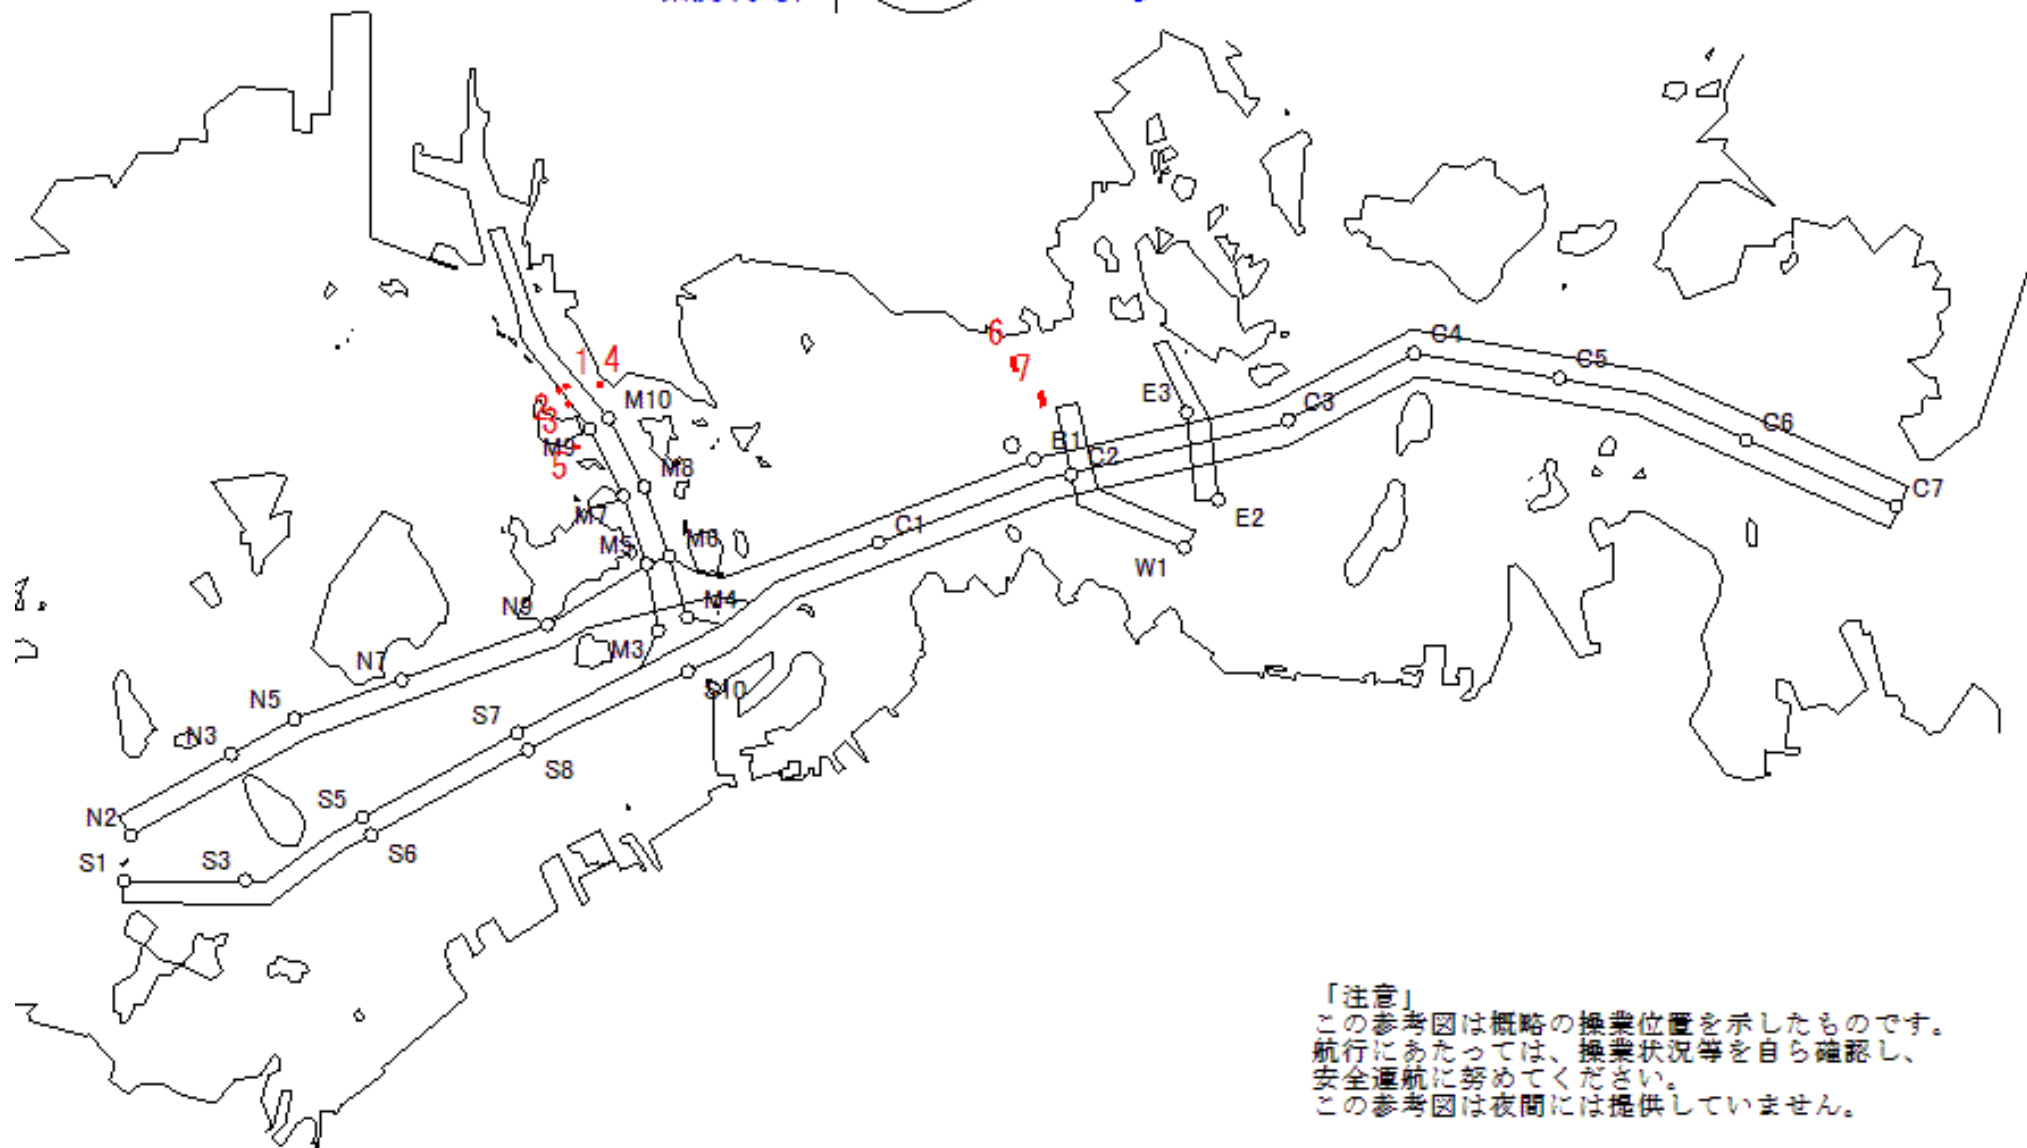 6
7
1
4
2
3
5
M10
M9
M8
M7
M6
M5
M4
M3
E3
B1
C2
C3
C4
C5
C6
C7
E2
W1
C1
N9
N7
N5
N3
N2
S1
S3
S5
S6
S7
S8
S10
「注意」
この参考図は概略の操業位置を示したものです。
航行にあたっては、操業状況等を自ら確認し、
安全運航に努めてください。
この参考図は夜間には提供していません。